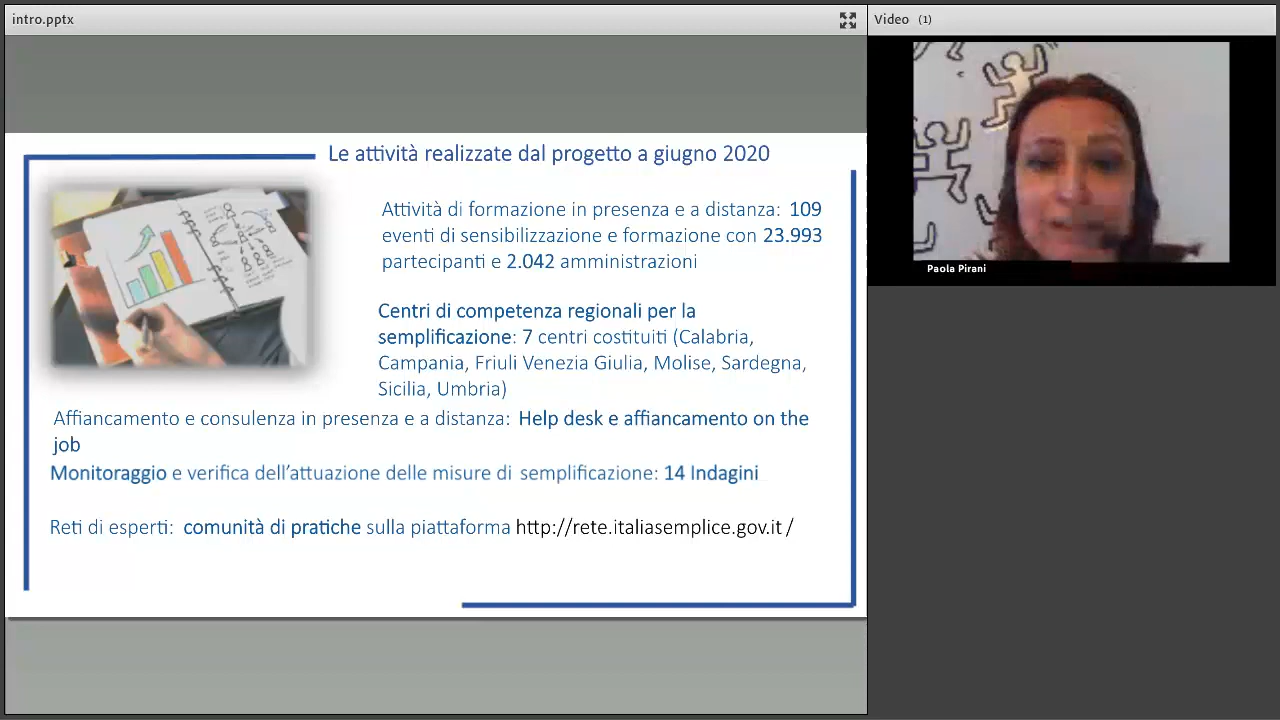 intro.pptx
Video (1)
Le attività realizzate dal progetto a giugno 2020
Attività di formazione in presenza e a distanza: 109
eventi di sensibilizzazione e formazione con 23.993
partecipanti e 2.042 amministrazioni
Centri di competenza regionali per la
semplificazione: 7 centri costituiti (Calabria,
Campania, Friuli Venezia Giulia, Molise, Sardegna,
Sicilia, Umbria)
Affiancamento e consulenza in presenza e a distanza: Help desk e affiancamento on the
job
Monitoraggio e verifica dell'attuazione delle misure di semplificazione: 14 Indagini
Reti di esperti: comunità di pratiche sulla piattaforma http://rete.italiasemplice.gov.it /
Paola Pirani